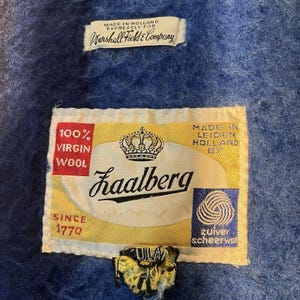 MADE IN HOLLAND
EXPRESSLY FOR
Marshall Field & Company
100%
VIRGIN
WOOL
MADE IN
LEIDEN
HOLLAND
BY
Zaalberg
SINCE
1770
zuiver
scheerwol